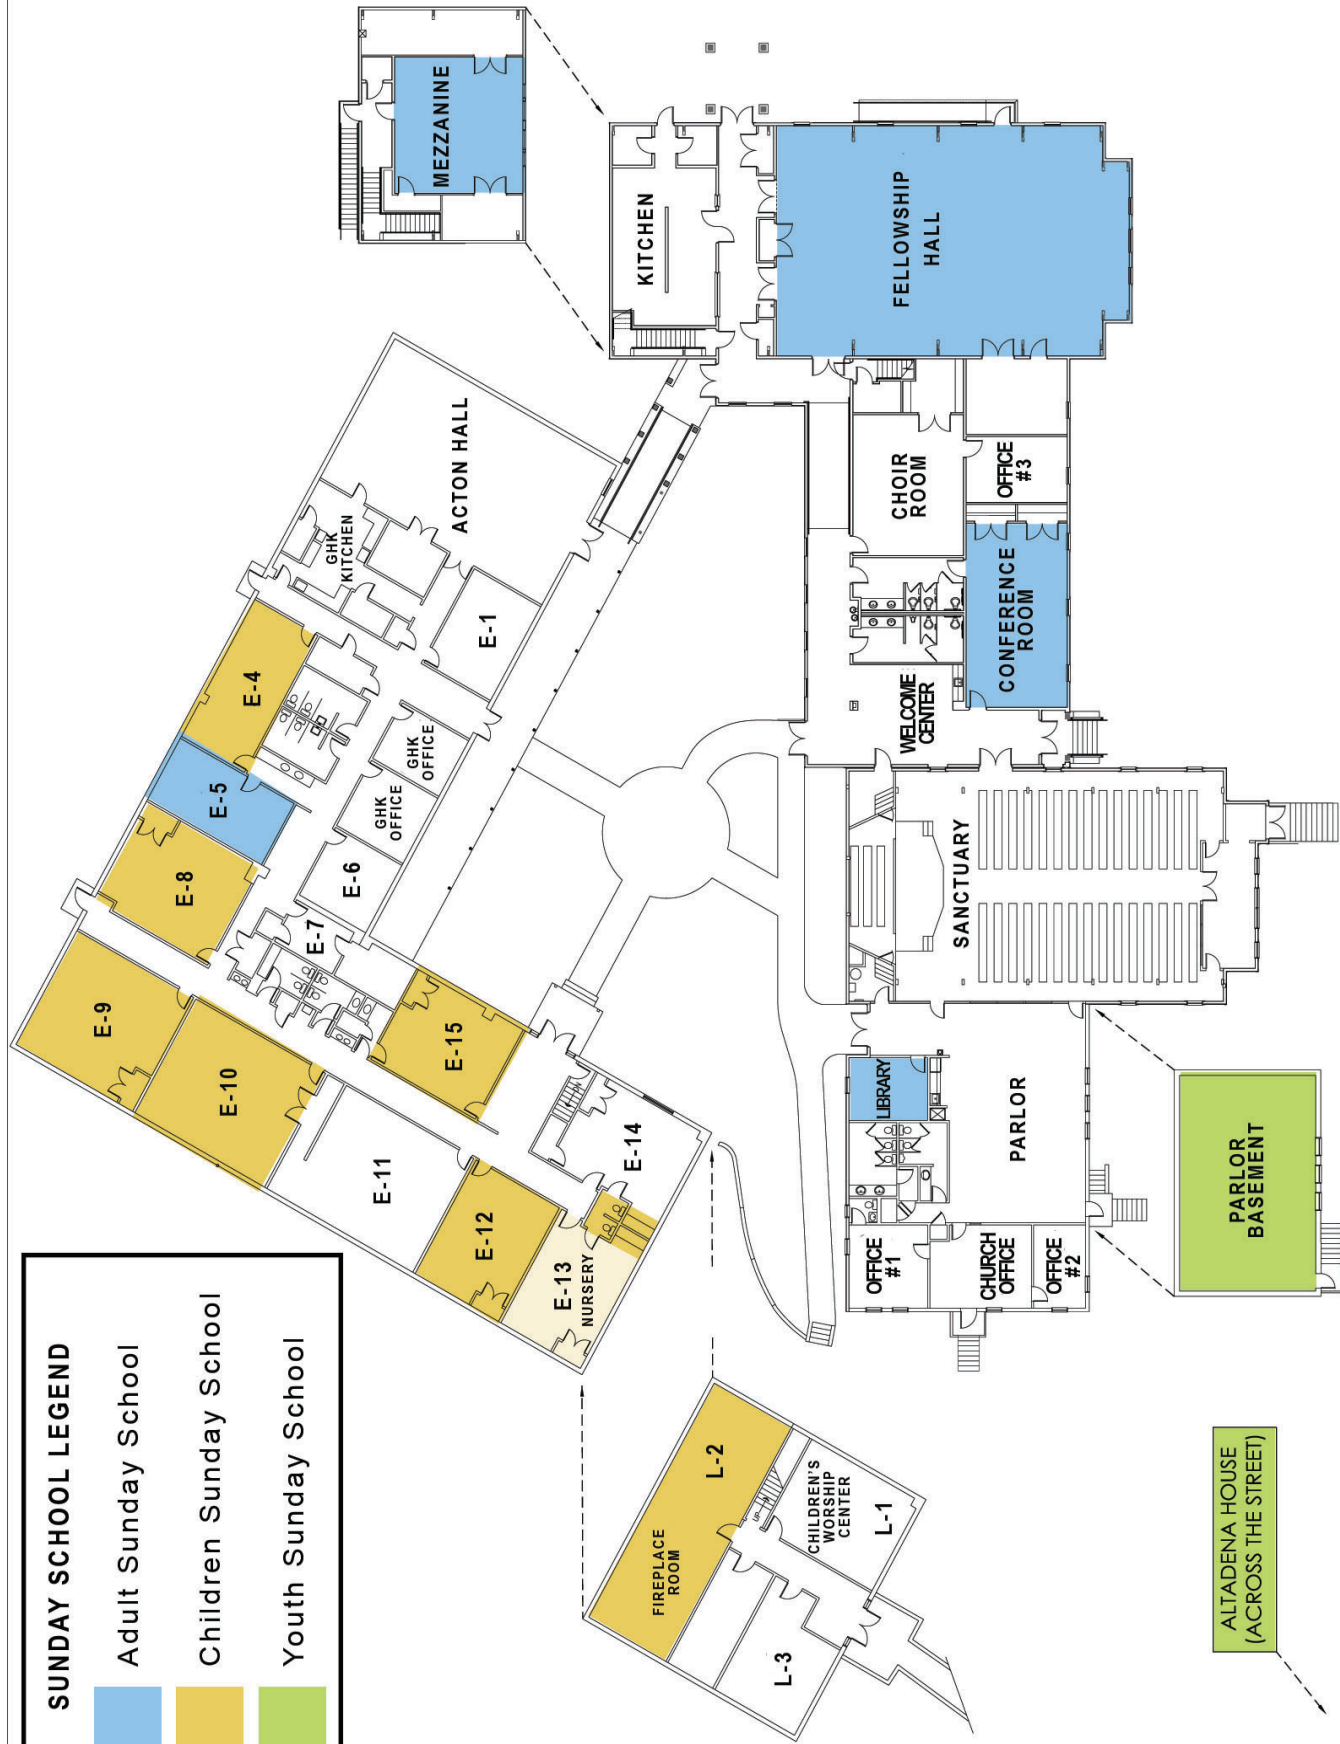 SUNDAY SCHOOL LEGEND
Adult Sunday School
Children Sunday School
Youth Sunday School
MEZZANINE
KITCHEN
FELLOWSHIP
HALL
ACTON HALL
GHK
KITCHEN
E-1
E-4
E-5
E-8
GHK
OFFICE
GHK
OFFICE
E-6
E-7
E-9
E-10
E-11
E-12
E-13
NURSERY
E-14
DN
E-15
CHOIR
ROOM
OFFICE
#3
CONFERENCE
ROOM
WELCOME
CENTER
SANCTUARY
LIBRARY
PARLOR
OFFICE
#1
CHURCH
OFFICE
OFFICE
#2
PARLOR
BASEMENT
L-2
FIREPLACE
ROOM
UP
CHILDREN'S
WORSHIP
CENTER
L-1
L-3
ALTADENA HOUSE
(ACROSS THE STREET)